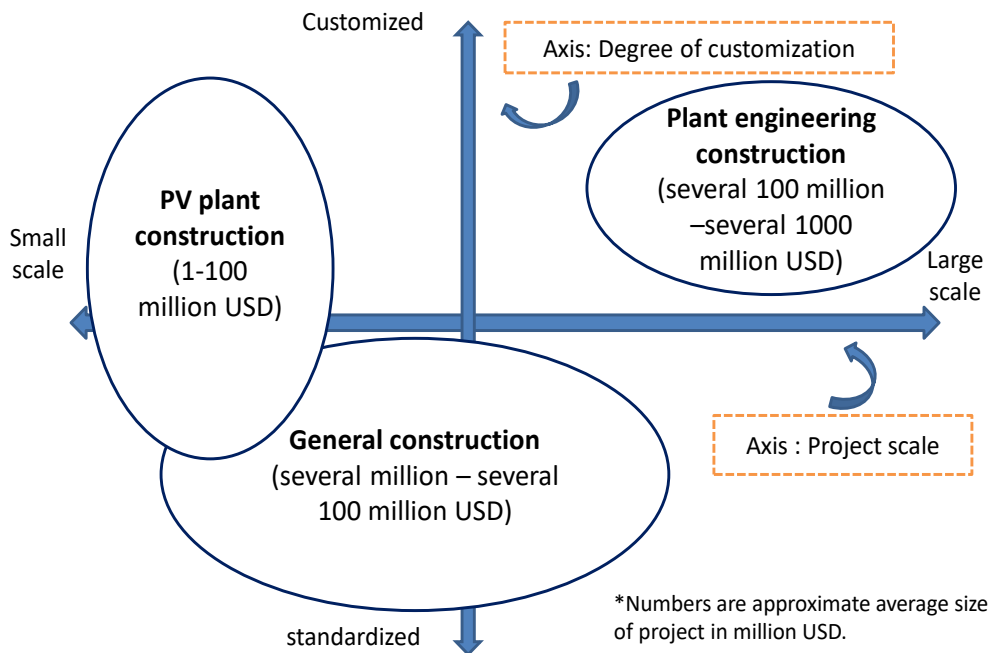 Customized
Axis: Degree of customization
Plant engineering
construction
(several 100 million
–several 1000
million USD)
PV plant
construction
(1-100
million USD)
Small
scale
Large
scale
General construction
(several million – several
100 million USD)
Axis : Project scale
*Numbers are approximate average size
of project in million USD.
standardized